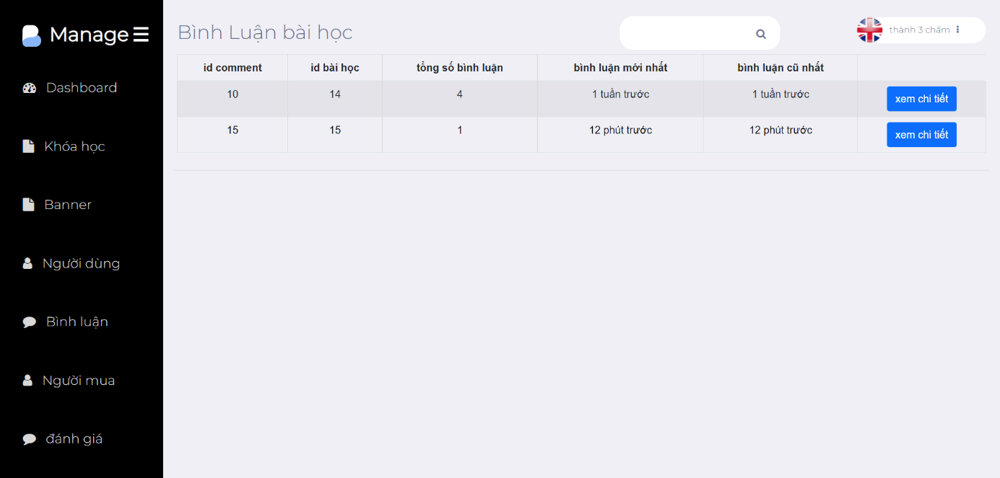 Manage
Dashboard
Khóa học
Banner
Người dùng
Bình luận
Người mua
đánh giá
Bình Luận bài học
thành 3 chấm
id comment id bài học tổng số bình luận bình luận mới nhất bình luận cũ nhất
10 14 4 1 tuần trước 1 tuần trước xem chi tiết
15 15 1 12 phút trước 12 phút trước xem chi tiết